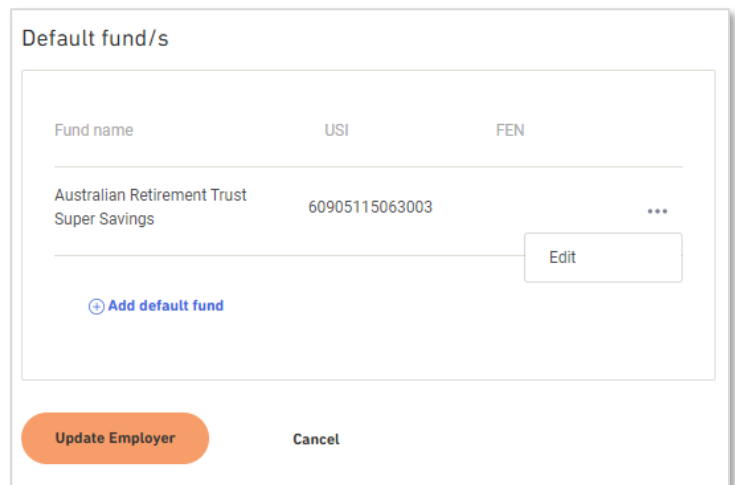 Default fund/s
Fund name USI FEN
Australian Retirement Trust
Super Savings
60905115063003
Edit
Add default fund
Update Employer Cancel